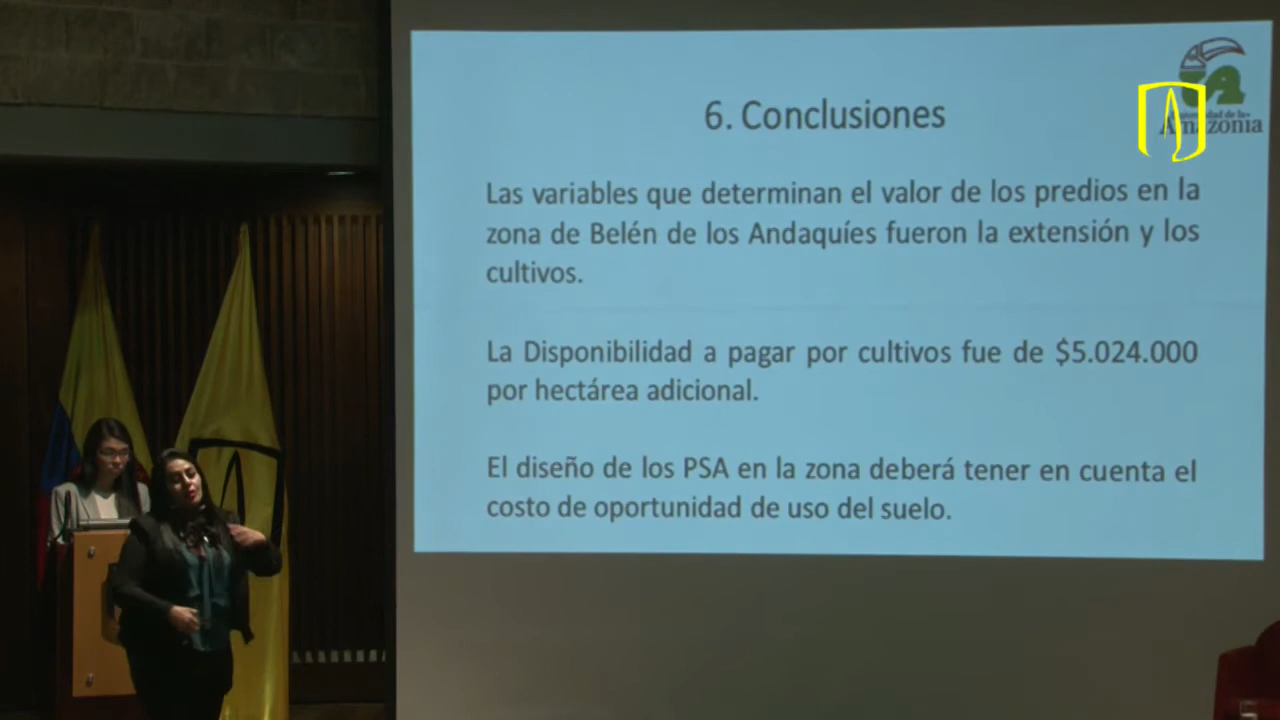 6. Conclusiones
Amazonia
Las variables que determinan el valor de los predios en la
zona de Belén de los Andaquíes fueron la extensión y los
cultivos.
La Disponibilidad a pagar por cultivos fue de $5.024.000
por hectárea adicional.
El diseño de los PSA en la zona deberá tener en cuenta el
costo de oportunidad de uso del suelo.